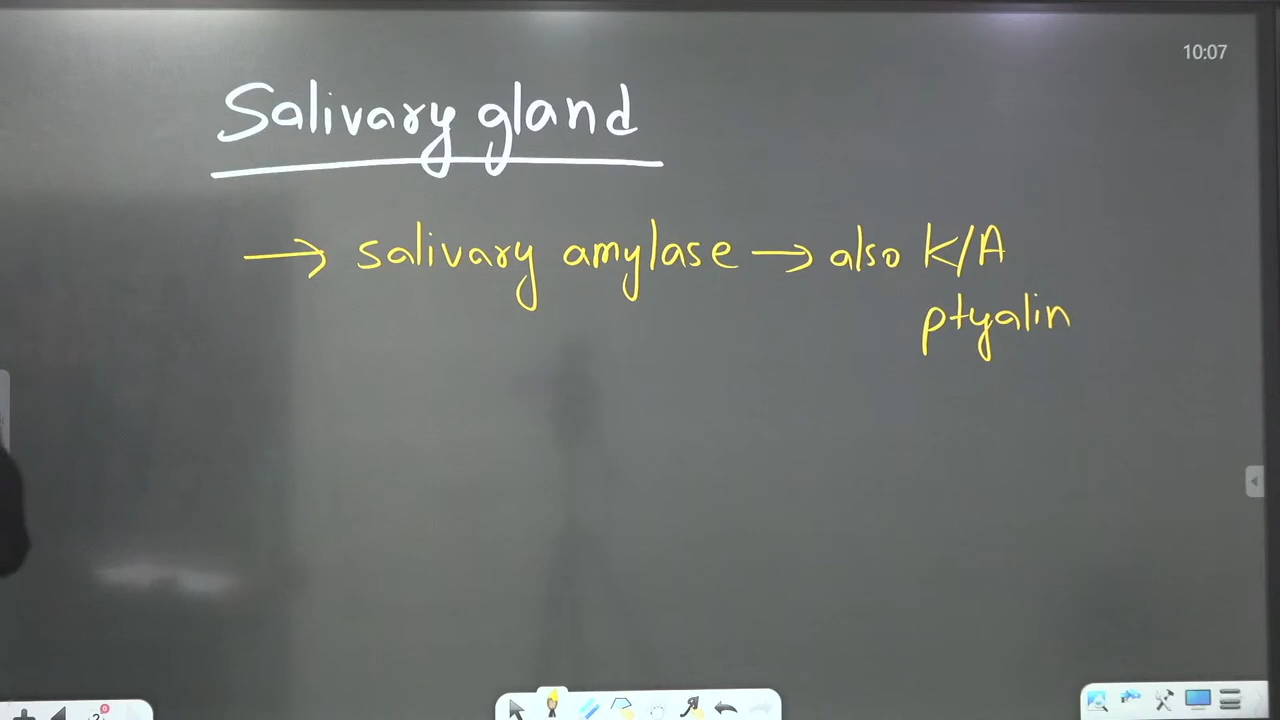 10:07
Salivary gland
→ salivary amylase → also K/A
ptyalin